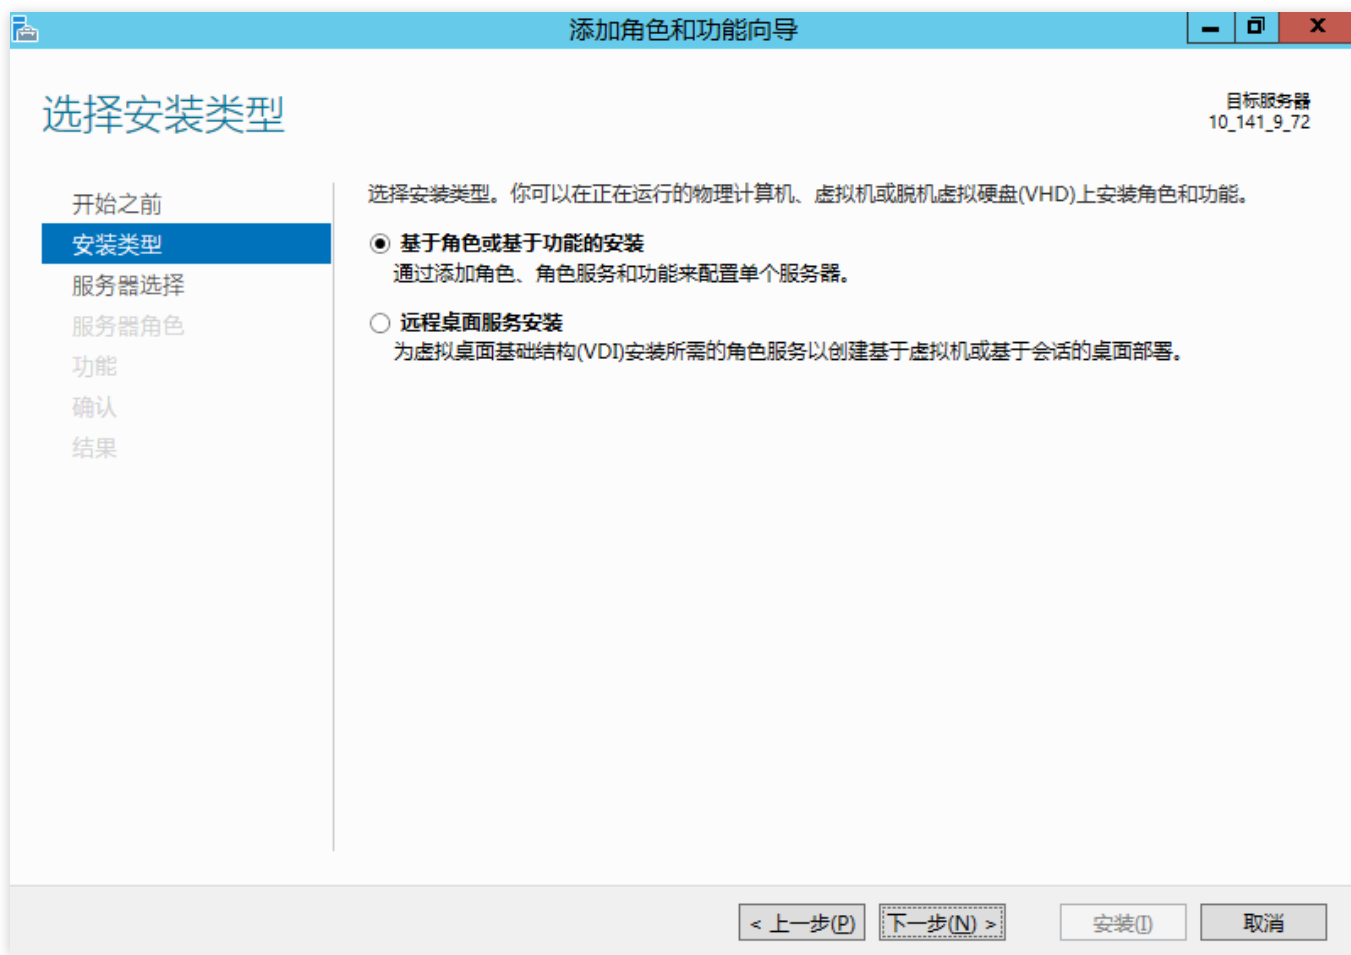 添加角色和功能向导
选择安装类型
目标服务器
10_141_9_72
开始之前
安装类型
服务器选择
服务器角色
功能
确认
结果
选择安装类型。你可以在正在运行的物理计算机、虚拟机或脱机虚拟硬盘(VHD)上安装角色和功能。
基于角色或基于功能的安装
通过添加角色、角色服务和功能来配置单个服务器。
远程桌面服务安装
为虚拟桌面基础结构(VDI)安装所需的角色服务以创建基于虚拟机或基于会话的桌面部署。
< 上一步(P)
下一步(N) >
安装(I)
取消